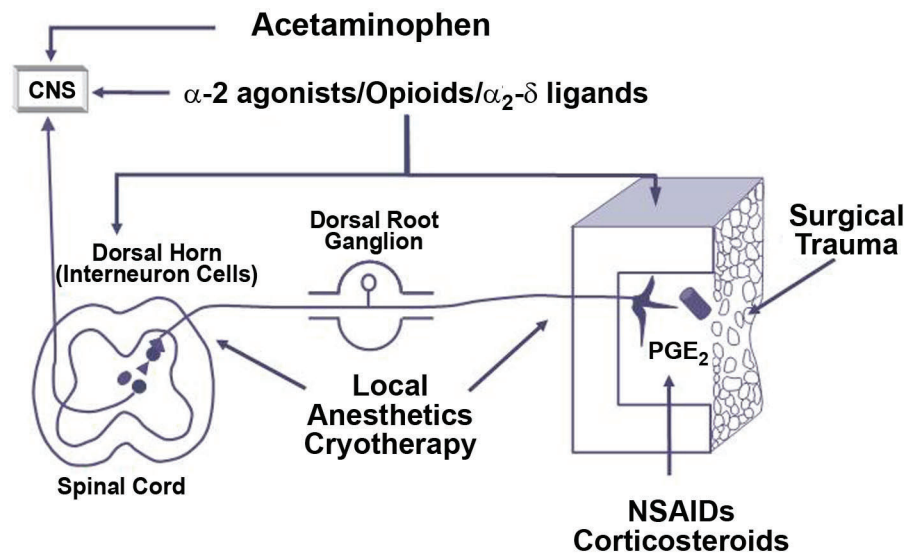 Acetaminophen
CNS
α-2 agonists/Opioids/α₂-δ ligands
Dorsal Root
Ganglion
Surgical
Trauma
Dorsal Horn
(Interneuron Cells)
PGE₂
Local
Anesthetics
Cryotherapy
Spinal Cord
NSAIDs
Corticosteroids